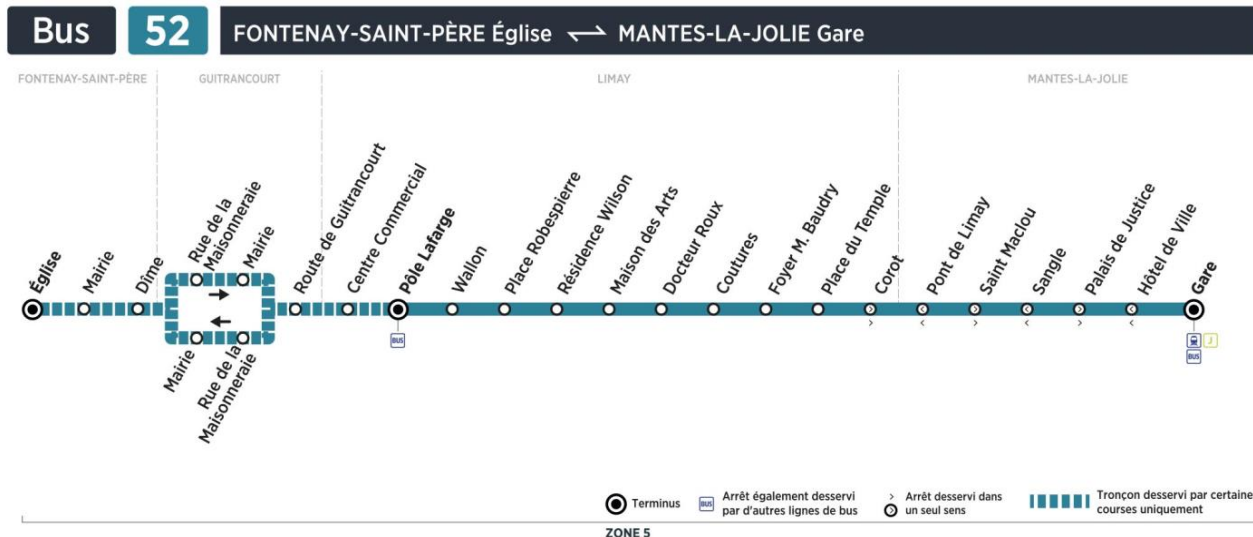 Bus 52 FONTENAY-SAINT-PÈRE Église MANTES-LA-JOLIE Gare
FONTENAY-SAINT-PÈRE GUITRANCOURT LIMAY MANTES-LA-JOLIE
Église
Mairie
Dîme
Rue de la
Maisonneraie
Mairie
Mairie
Rue de la
Maisonneraie
Route de Guitrancourt
Centre Commercial
Pôle Lafarge
Wallon
Place Robespierre
Résidence Wilson
Maison des Arts
Docteur Roux
Coutures
Foyer M. Baudry
Place du Temple
Corot
Pont de Limay
Saint Maclou
Sangle
Palais de Justice
Hôtel de Ville
Gare
BUS
J
BUS
Terminus
BUS
Arrêt également desservi
par d'autres lignes de bus
Arrêt desservi dans
un seul sens
Tronçon desservi par certaine
courses uniquement
ZONE 5